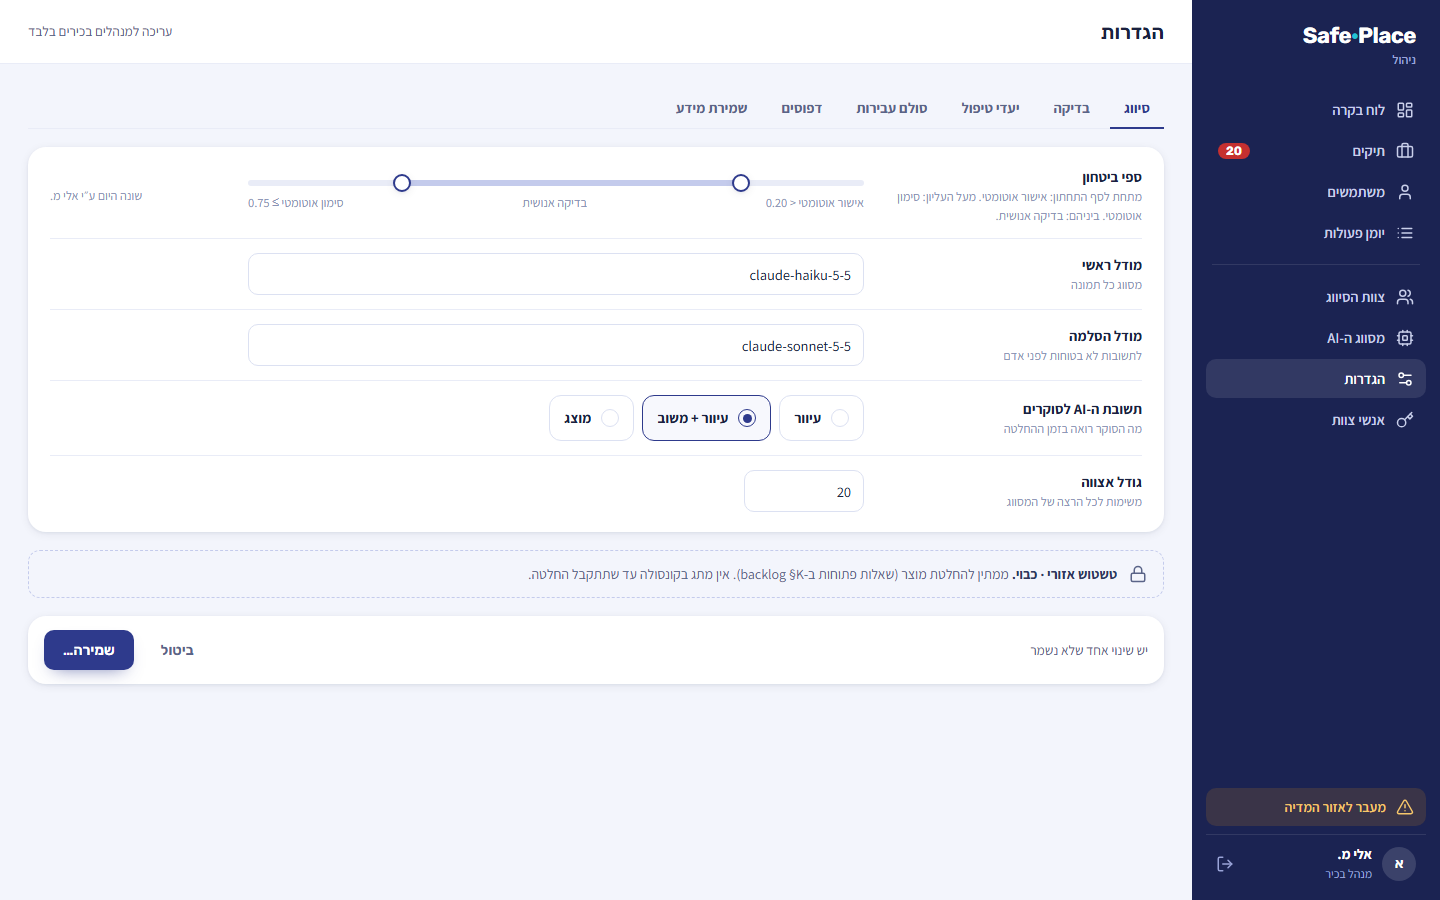 Safe·Place
ניהול
לוח בקרה
תיקים
20
משתמשים
יומן פעולות
צוות הסיווג
מסווג ה-AI
הגדרות
אנשי צוות
מעבר לאזור המדיה
א
אלי מ.
מנהל בכיר
הגדרות
עריכה למנהלים בכירים בלבד
סיווג
בדיקה
יעדי טיפול
סולם עבירות
דפוסים
שמירת מידע
ספי ביטחון
מתחת לסף התחתון: אישור אוטומטי. מעל העליון: סימון
אוטומטי. ביניהם: בדיקה אנושית.
אישור אוטומטי < 0.20
בדיקה אנושית
סימון אוטומטי ≥ 0.75
שונה היום ע״י אלי מ.
מודל ראשי
מסווג כל תמונה
claude-haiku-5-5
מודל הסלמה
לתשובות לא בטוחות לפני אדם
claude-sonnet-5-5
תשובת ה-AI לסוקרים
מה הסוקר רואה בזמן ההחלטה
עיוור
עיוור + משוב
מוצג
גודל אצווה
משימות לכל הרצה של המסווג
20
טשטוש אזורי · כבוי. ממתין להחלטת מוצר (שאלות פתוחות ב-backlog §K). אין מתג בקונסולה עד שתתקבל החלטה.
יש שינוי אחד שלא נשמר
ביטול
שמירה…